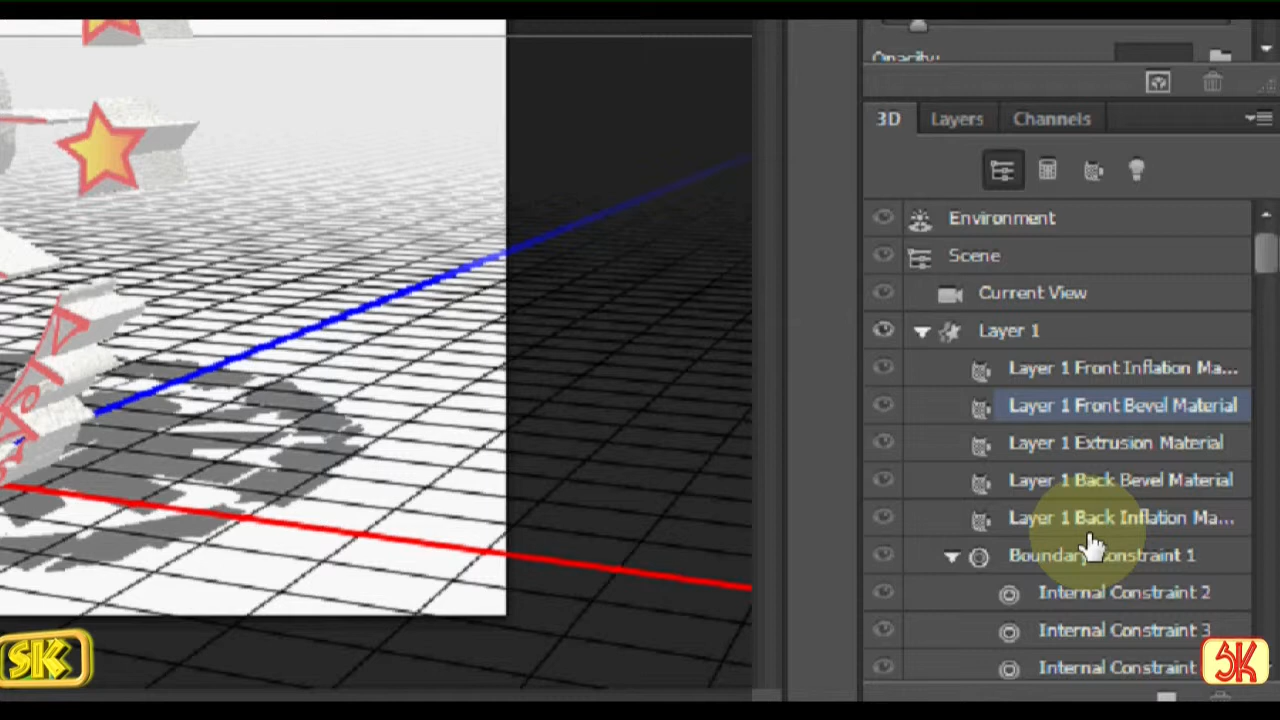 Opacity:
3D Layers Channels
Environment
Scene
Current View
Layer 1
Layer 1 Front Inflation Ma...
Layer 1 Front Bevel Material
Layer 1 Extrusion Material
Layer 1 Back Bevel Material
Layer 1 Back Inflation Ma...
Boundary Constraint 1
Internal Constraint 2
Internal Constraint 3
Internal Constraint
SK
SK